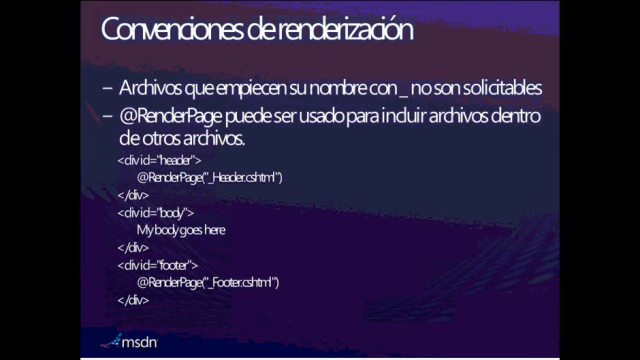 Convenciones de renderización
– Archivos que empiecen su nombre con _ no son solicitables
– @RenderPage puede ser usado para incluir archivos dentro
de otros archivos.
<div id="header">
@RenderPage("_Header.cshtml")
</div>
<div id="body">
My body goes here
</div>
<div id="footer">
@RenderPage("_Footer.cshtml")
</div>
msdn